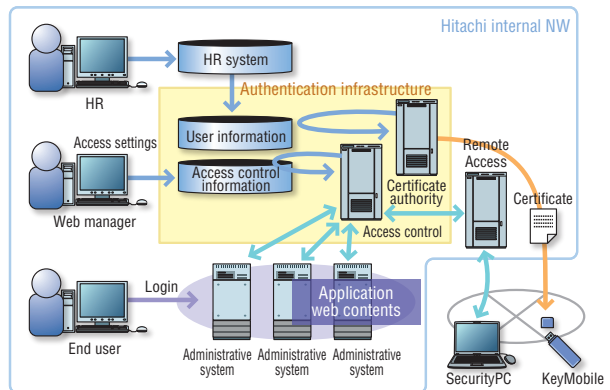 Hitachi internal NW
HR system
HR
Authentication infrastructure
User information
Access settings
Access control
information
Web manager
Certificate
authority
Remote
Access
Certificate
Access control
Login
Application
web contents
End user
Administrative
system
Administrative
system
Administrative
system
SecurityPC
KeyMobile